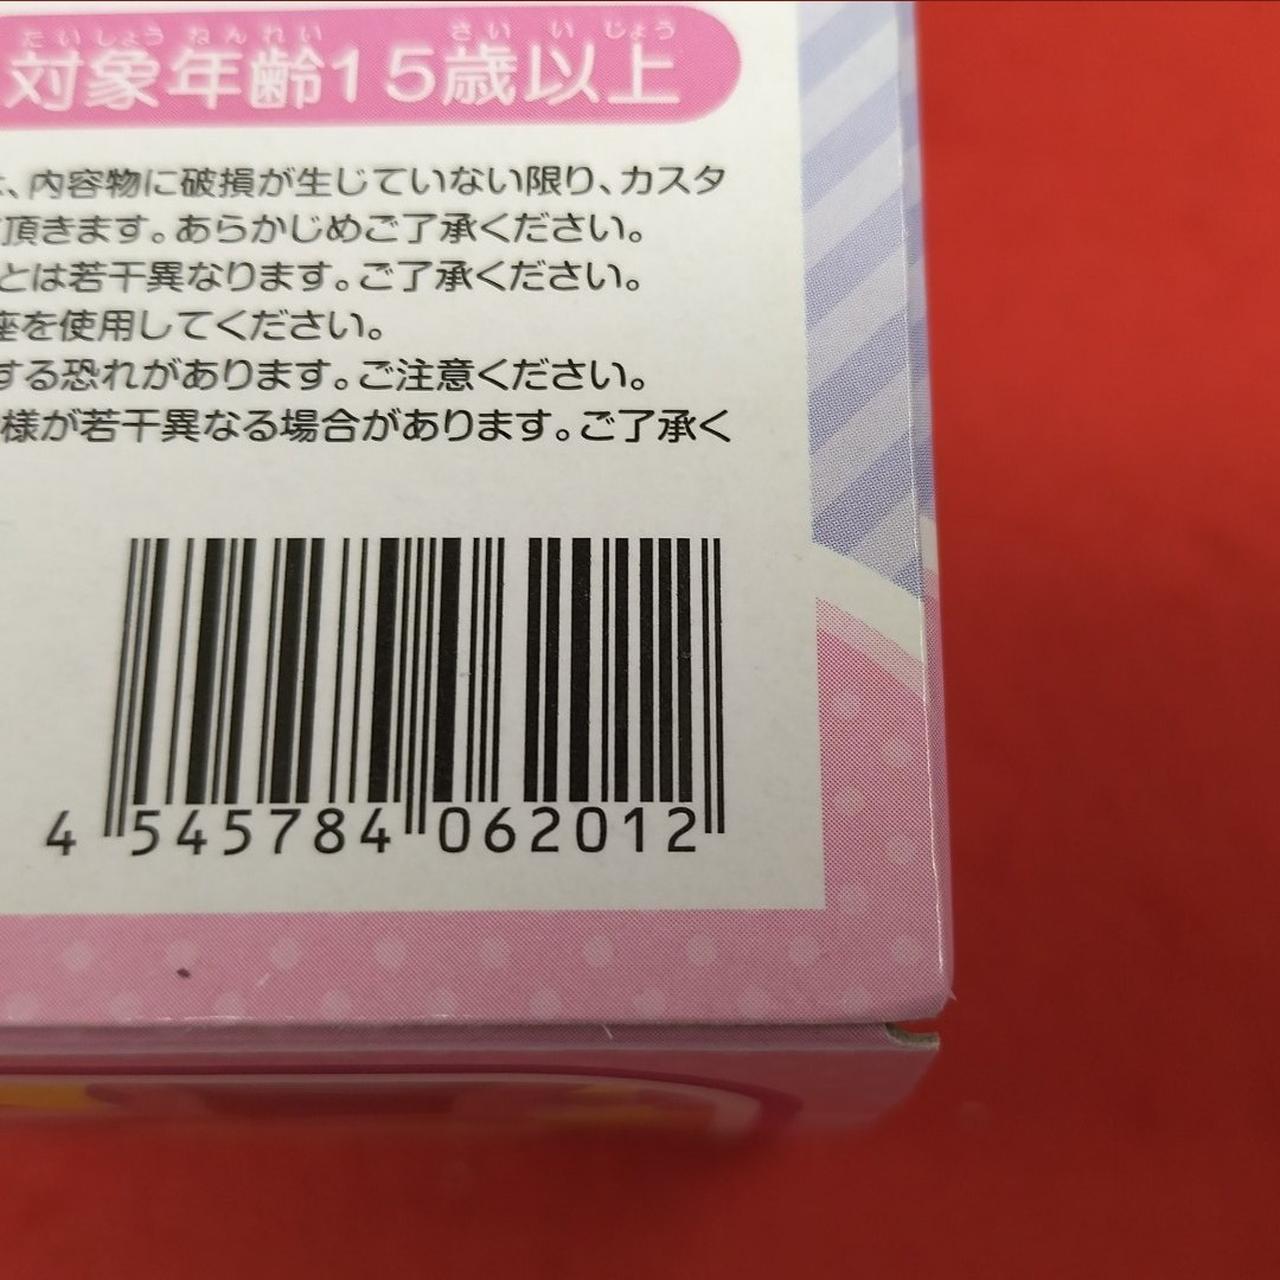 たいしょうねんれい さいいじょう
対象年齢15歳以上
、内容物に破損が生じていない限り、カスタ
頂きます。あらかじめご了承ください。
とは若干異なります。ご了承ください。
座を使用してください。
する恐れがあります。ご注意ください。
様が若干異なる場合があります。ご了承く
4 545784 062012